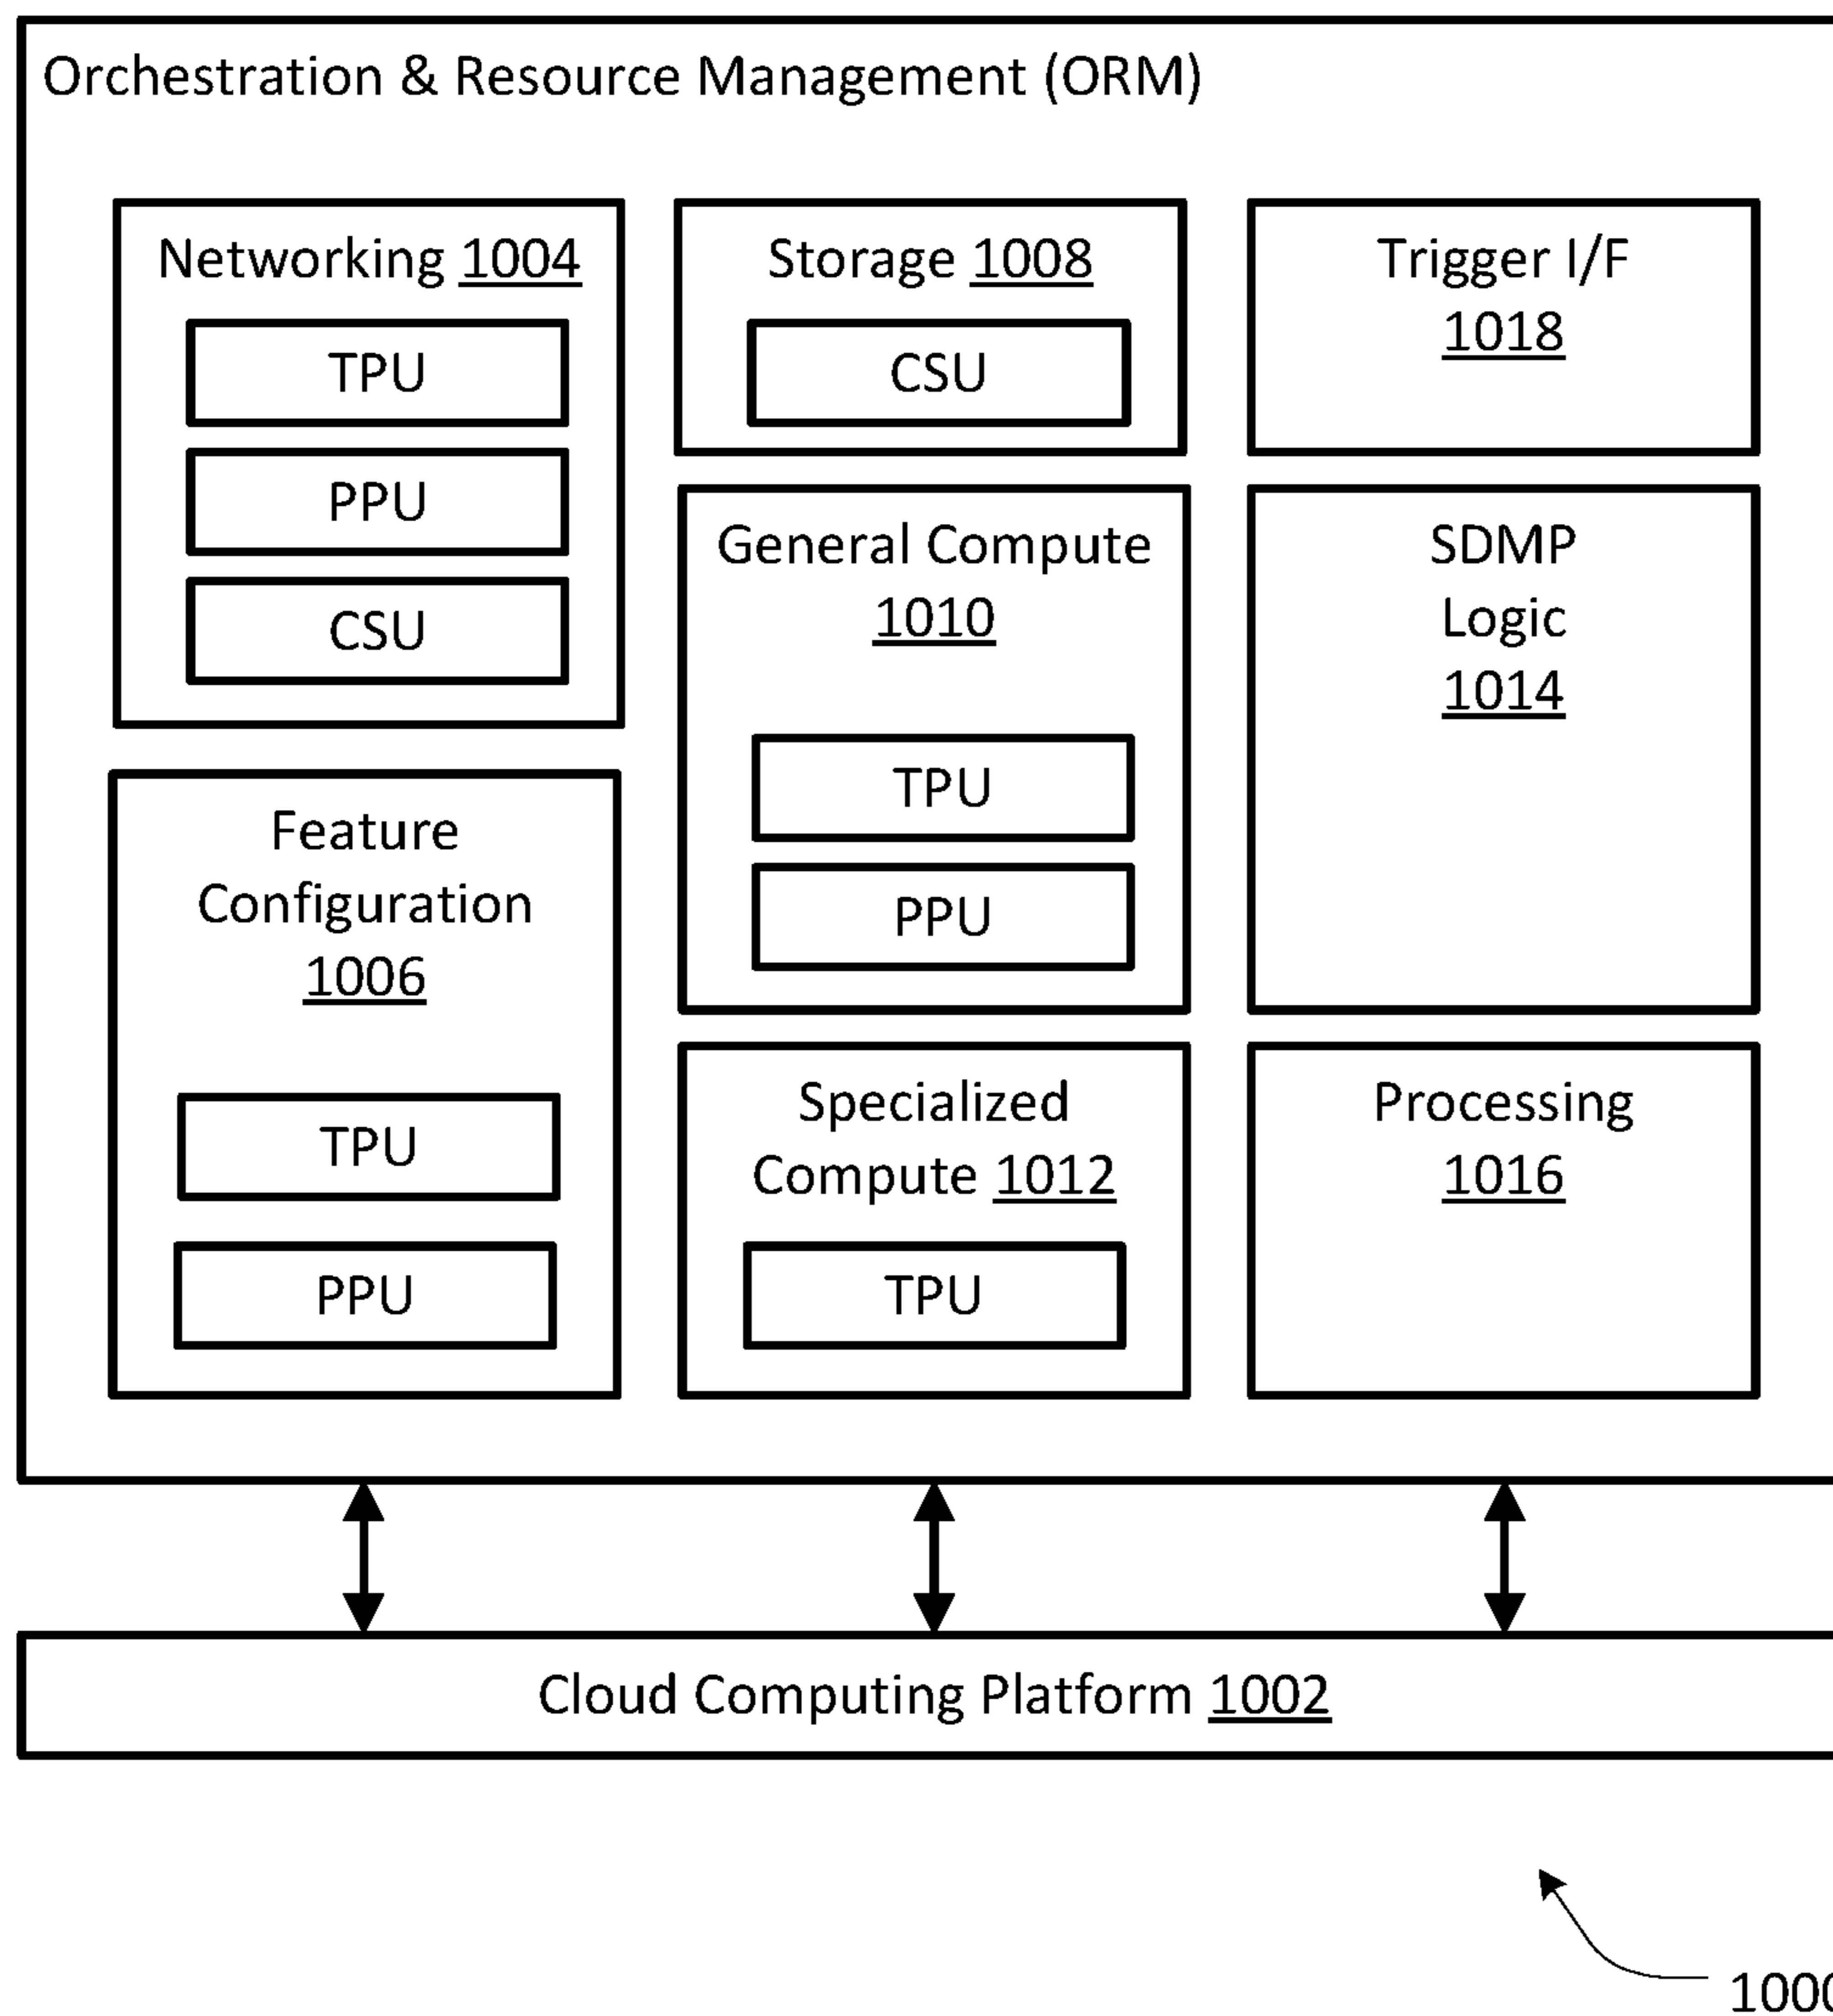 Orchestration & Resource Management (ORM)
Networking 1004
TPU
PPU
CSU
Feature
Configuration
1006
TPU
PPU
Storage 1008
CSU
General Compute
1010
TPU
PPU
Specialized
Compute 1012
TPU
Trigger I/F
1018
SDMP
Logic
1014
Processing
1016
Cloud Computing Platform 1002
1000